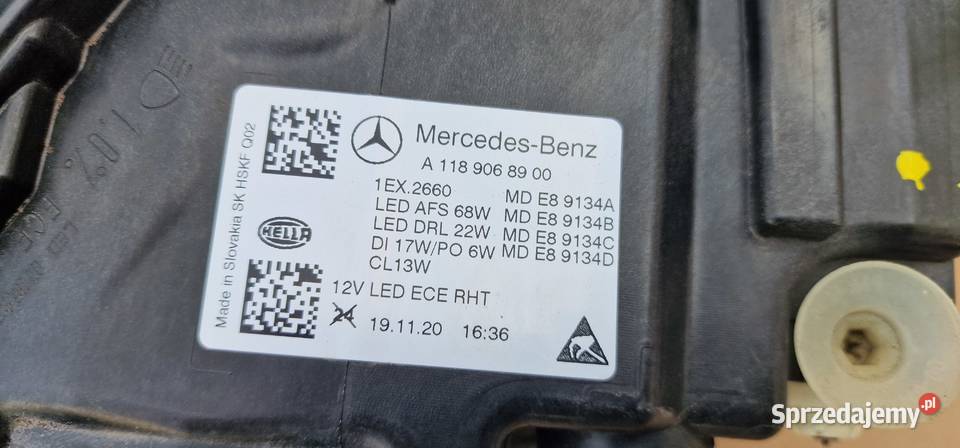 Mercedes-Benz
A 118 906 89 00
1EX.2660 MD E8 9134A
LED AFS 68W MD E8 9134B
LED DRL 22W MD E8 9134C
DI 17W/PO 6W MD E8 9134D
CL13W
12V LED ECE RHT
24 19.11.20 16:36
HELLA
Made in Slovakia SK HSKF Q02
1,0%
Sprzedajemy.pl